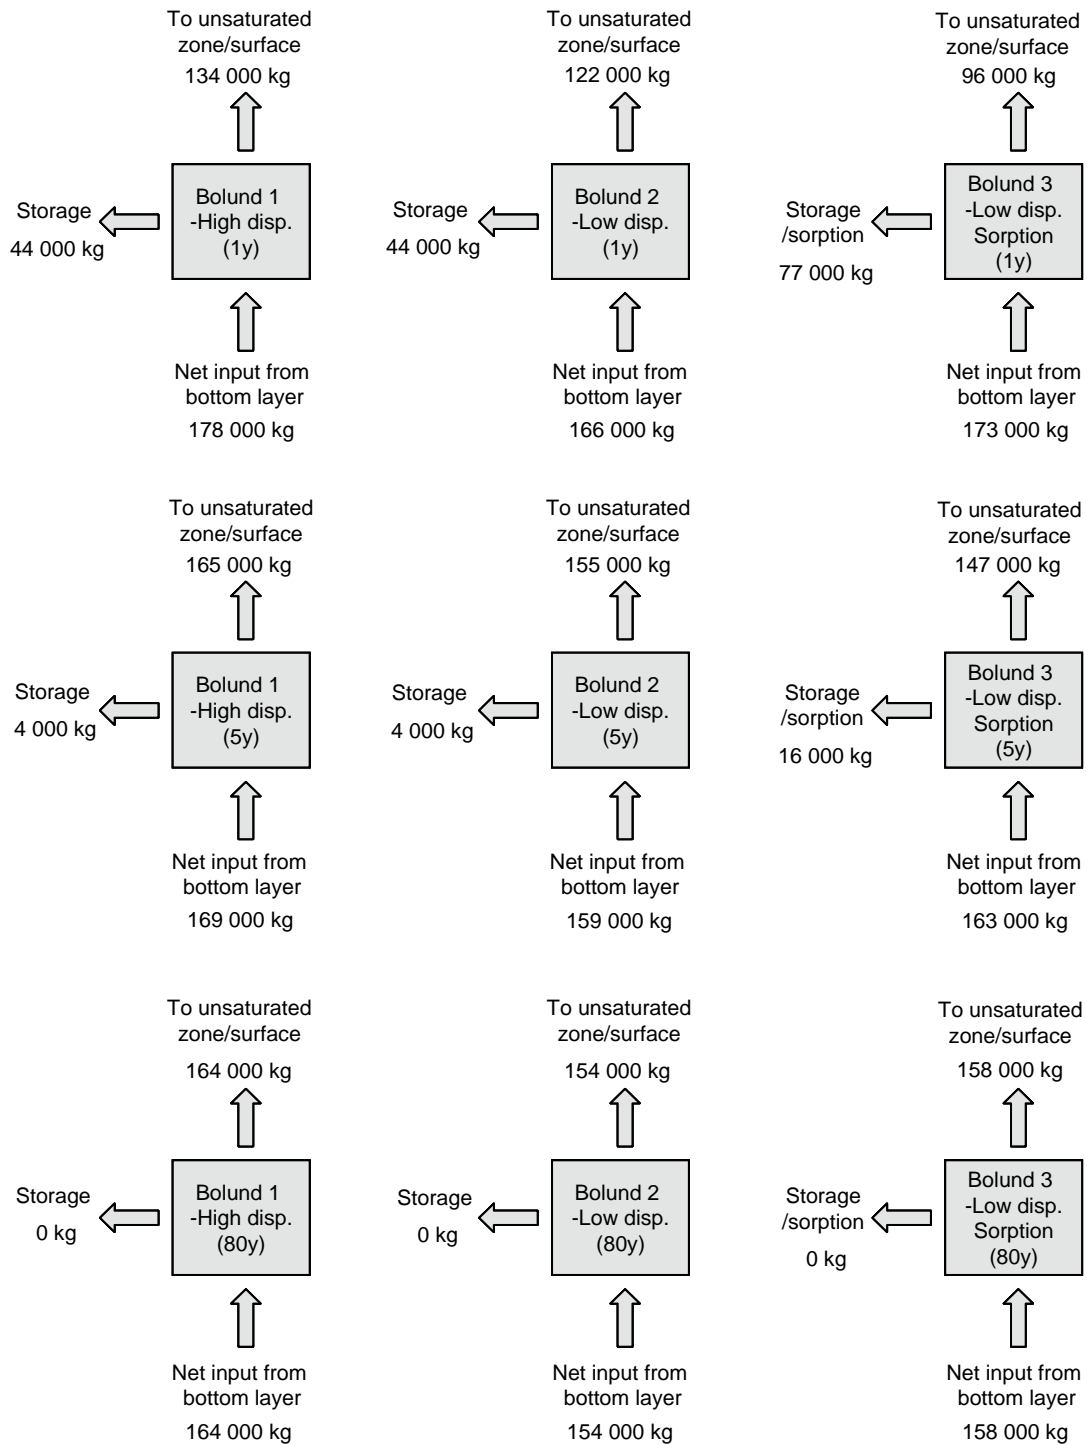 To unsaturated
zone/surface
134 000 kg
Storage
44 000 kg
Bolund 1
-High disp.
(1y)
Net input from
bottom layer
178 000 kg
To unsaturated
zone/surface
122 000 kg
Storage
44 000 kg
Bolund 2
-Low disp.
(1y)
Net input from
bottom layer
166 000 kg
To unsaturated
zone/surface
96 000 kg
Storage
/sorption
77 000 kg
Bolund 3
-Low disp.
Sorption
(1y)
Net input from
bottom layer
173 000 kg
To unsaturated
zone/surface
165 000 kg
Storage
4 000 kg
Bolund 1
-High disp.
(5y)
Net input from
bottom layer
169 000 kg
To unsaturated
zone/surface
155 000 kg
Storage
4 000 kg
Bolund 2
-Low disp.
(5y)
Net input from
bottom layer
159 000 kg
To unsaturated
zone/surface
147 000 kg
Storage
/sorption
16 000 kg
Bolund 3
-Low disp.
Sorption
(5y)
Net input from
bottom layer
163 000 kg
To unsaturated
zone/surface
164 000 kg
Storage
0 kg
Bolund 1
-High disp.
(80y)
Net input from
bottom layer
164 000 kg
To unsaturated
zone/surface
154 000 kg
Storage
0 kg
Bolund 2
-Low disp.
(80y)
Net input from
bottom layer
154 000 kg
To unsaturated
zone/surface
158 000 kg
Storage
/sorption
0 kg
Bolund 3
-Low disp.
Sorption
(80y)
Net input from
bottom layer
158 000 kg